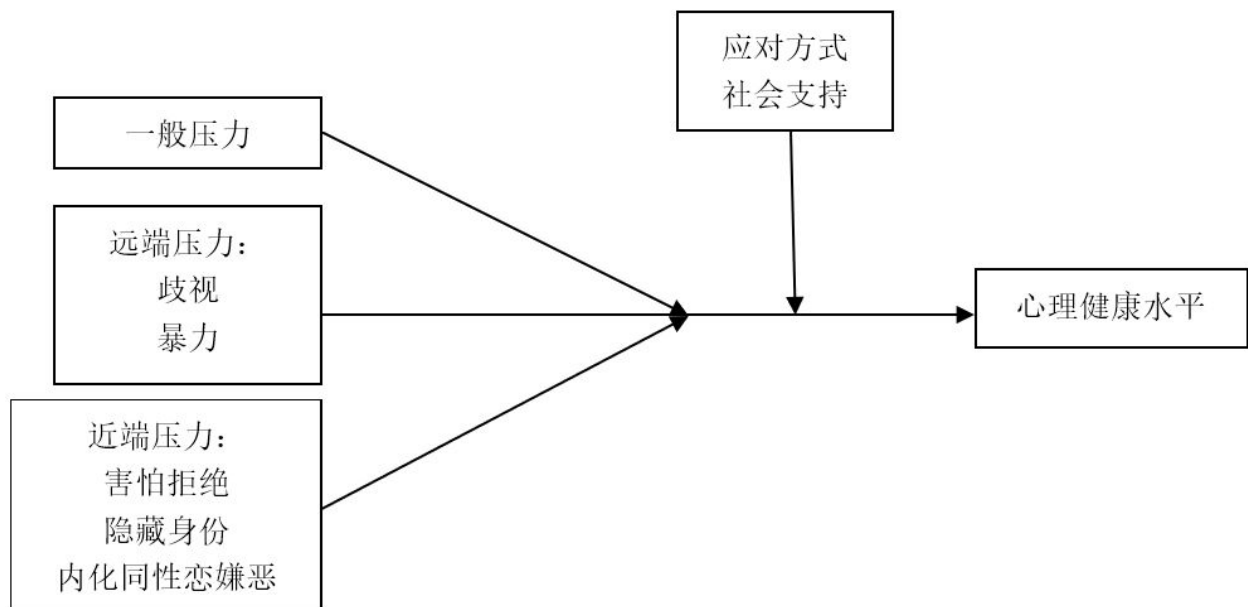 应对方式
社会支持
一般压力
远端压力：
歧视
暴力
心理健康水平
近端压力：
害怕拒绝
隐藏身份
内化同性恋嫌恶